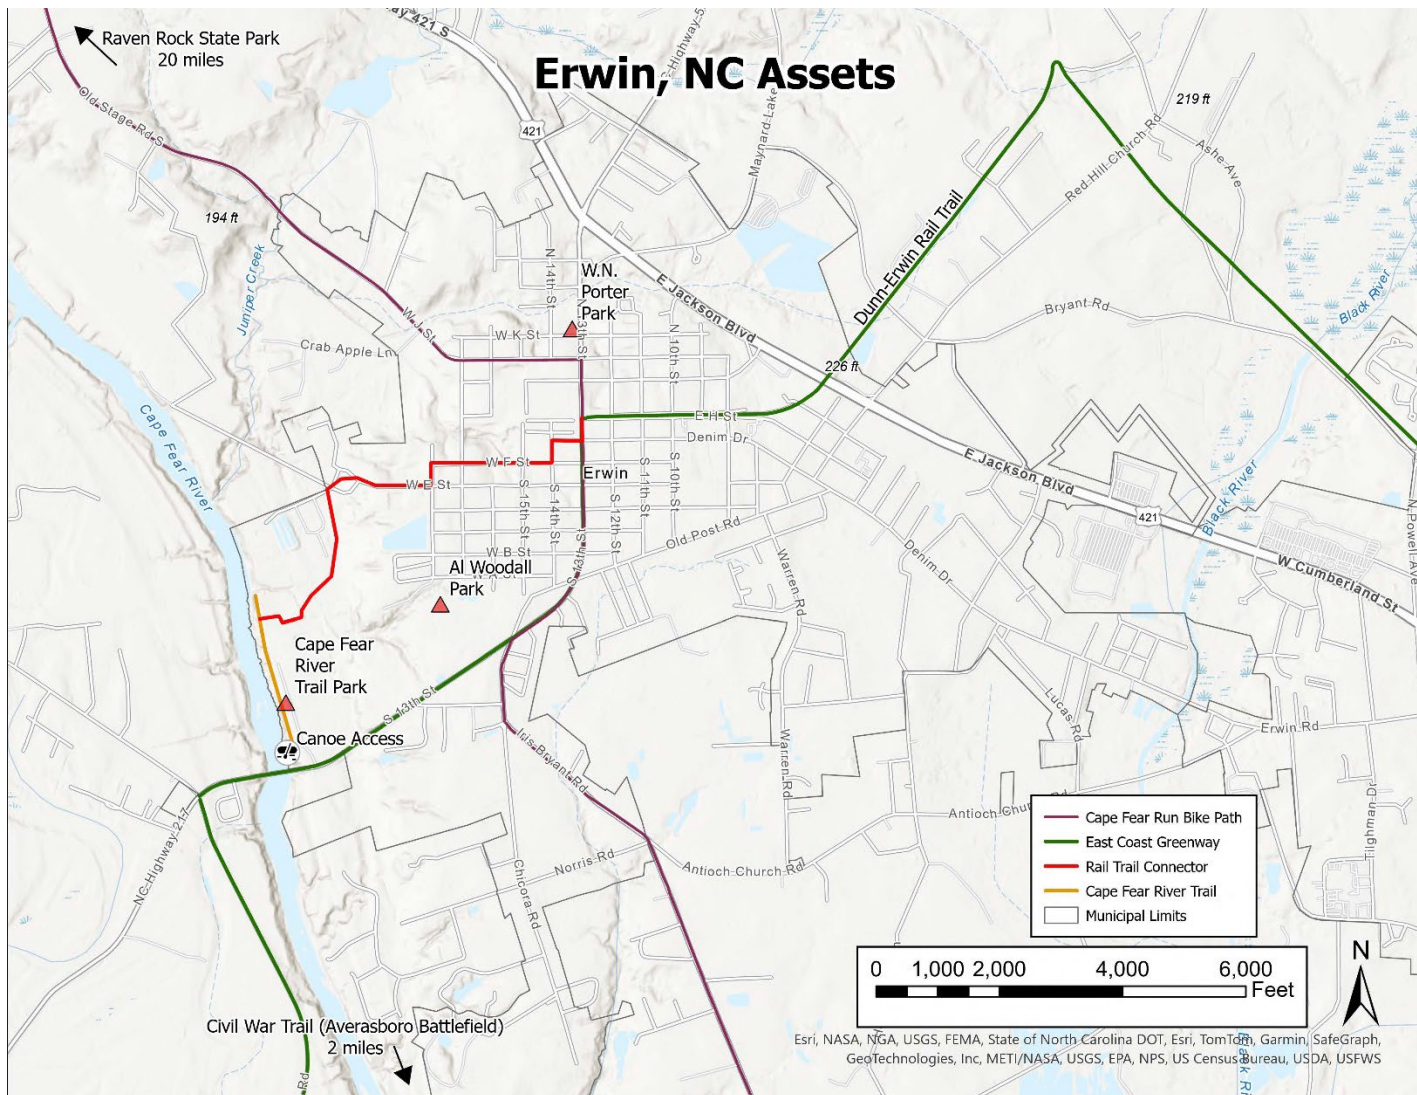 Erwin, NC Assets
Raven Rock State Park
20 miles
Old Stage Rd S
194 ft
Juniper Creek
421
Maynard Lake
219 ft
Ashe Ave
Red Hill Church Rd
Dunn-Erwin Rail Trail
Black River
Bryant Rd
E Jackson Blvd
N 14th St
W.N.
Porter
Park
N 10th St
W K St
W J St
Crab Apple Ln
226 ft
E H St
Denim Dr
Cape Fear River
W F St
W E St
Erwin
S 15th St
S 14th St
S 12th St
S 11th St
S 10th St
Old Post Rd
W B St
S 13th St
Al Woodall
Park
E Jackson Blvd
421
Black River
W Cumberland St
N Powell Ave
Denim Dr
Warren Rd
Warren Rd
Lucas Rd
Erwin Rd
Tilghman Dr
Cape Fear
River
Trail Park
S 13th St
Canoe Access
Iris Bryant Rd
NC Highway 217
Norris Rd
Chicora Rd
Antioch Church Rd
Antioch Church Rd
Cape Fear Run Bike Path
East Coast Greenway
Rail Trail Connector
Cape Fear River Trail
Municipal Limits
0 1,000 2,000 4,000 6,000
Feet
N
Civil War Trail (Averasboro Battlefield)
2 miles
Rd
Esri, NASA, NGA, USGS, FEMA, State of North Carolina DOT, Esri, TomTom, Garmin, SafeGraph,
GeoTechnologies, Inc, METI/NASA, USGS, EPA, NPS, US Census Bureau, USDA, USFWS